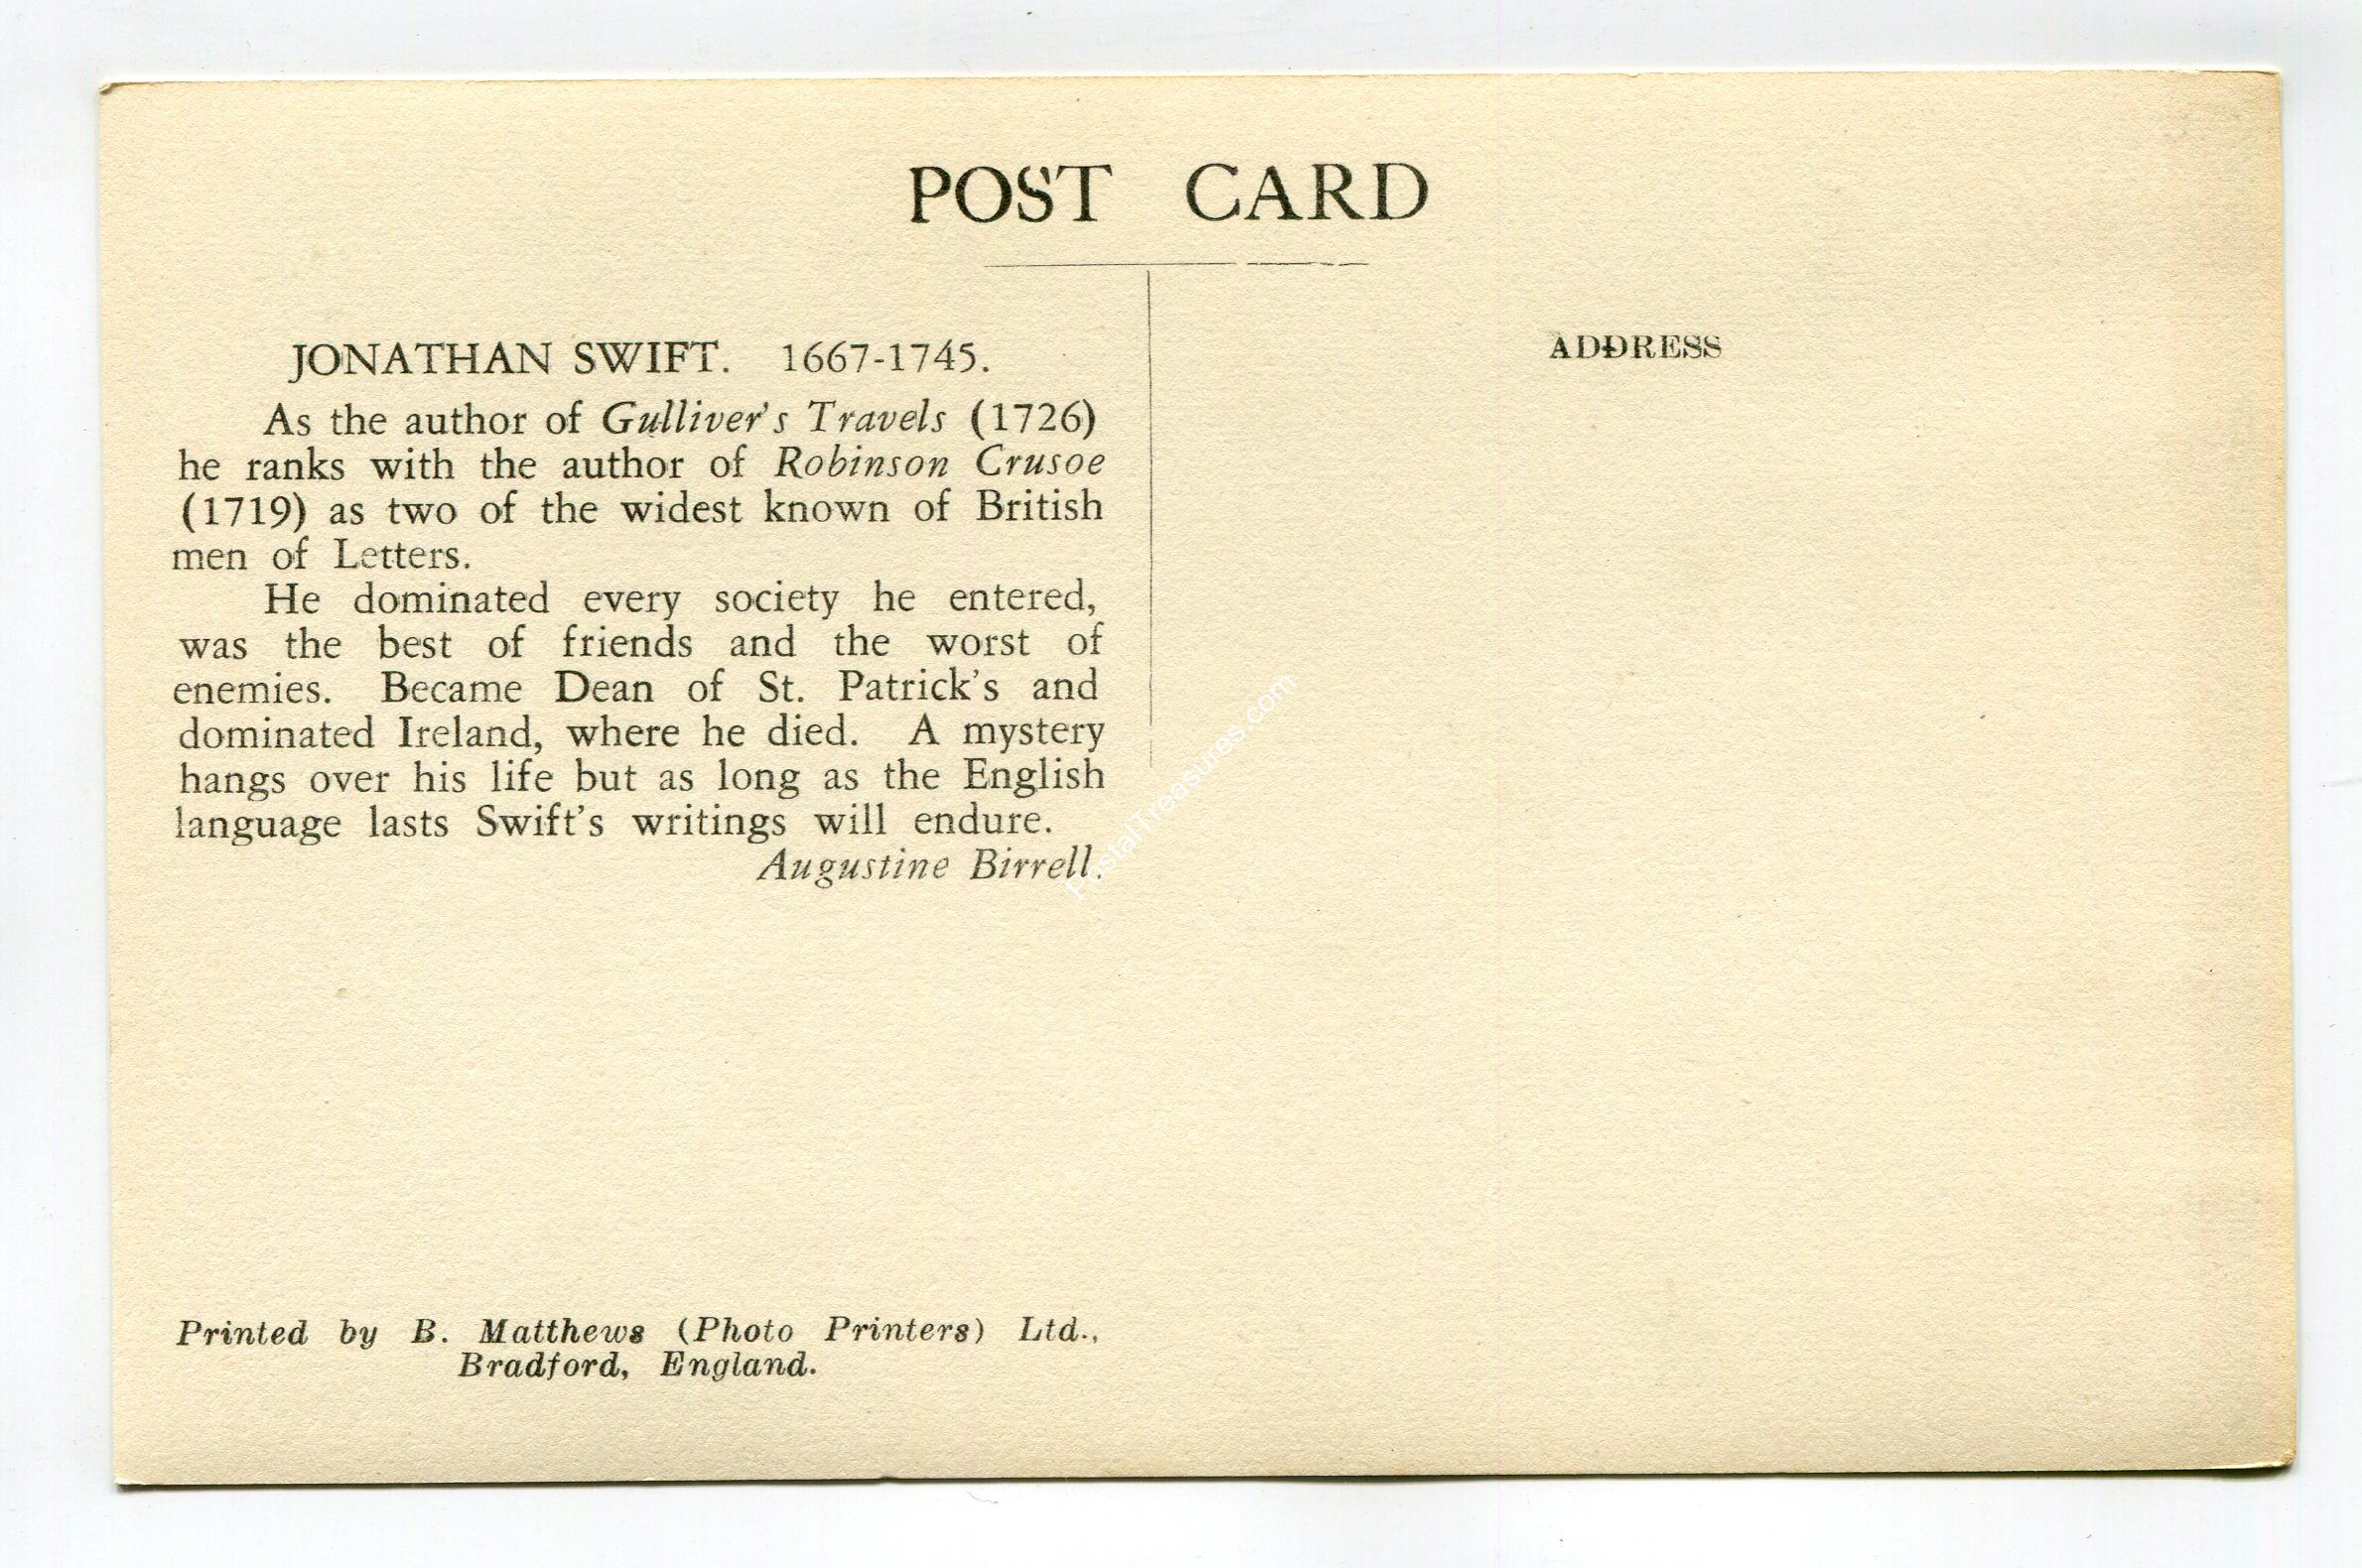 POST CARD
JONATHAN SWIFT. 1667-1745.
As the author of Gulliver's Travels (1726)
he ranks with the author of Robinson Crusoe
(1719) as two of the widest known of British
men of Letters.
He dominated every society he entered,
was the best of friends and the worst of
enemies. Became Dean of St. Patrick's and
dominated Ireland, where he died. A mystery
hangs over his life but as long as the English
language lasts Swift's writings will endure.
Augustine Birrell.
Printed by B. Matthews (Photo Printers) Ltd.,
Bradford, England.
ADDRESS
PostalTreasures.com